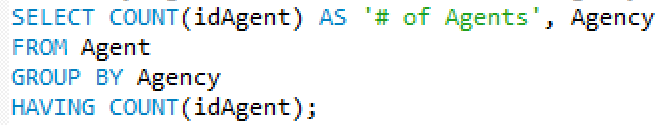 SELECT COUNT(idAgent) AS '# of Agents', Agency
FROM Agent
GROUP BY Agency
HAVING COUNT(idAgent);